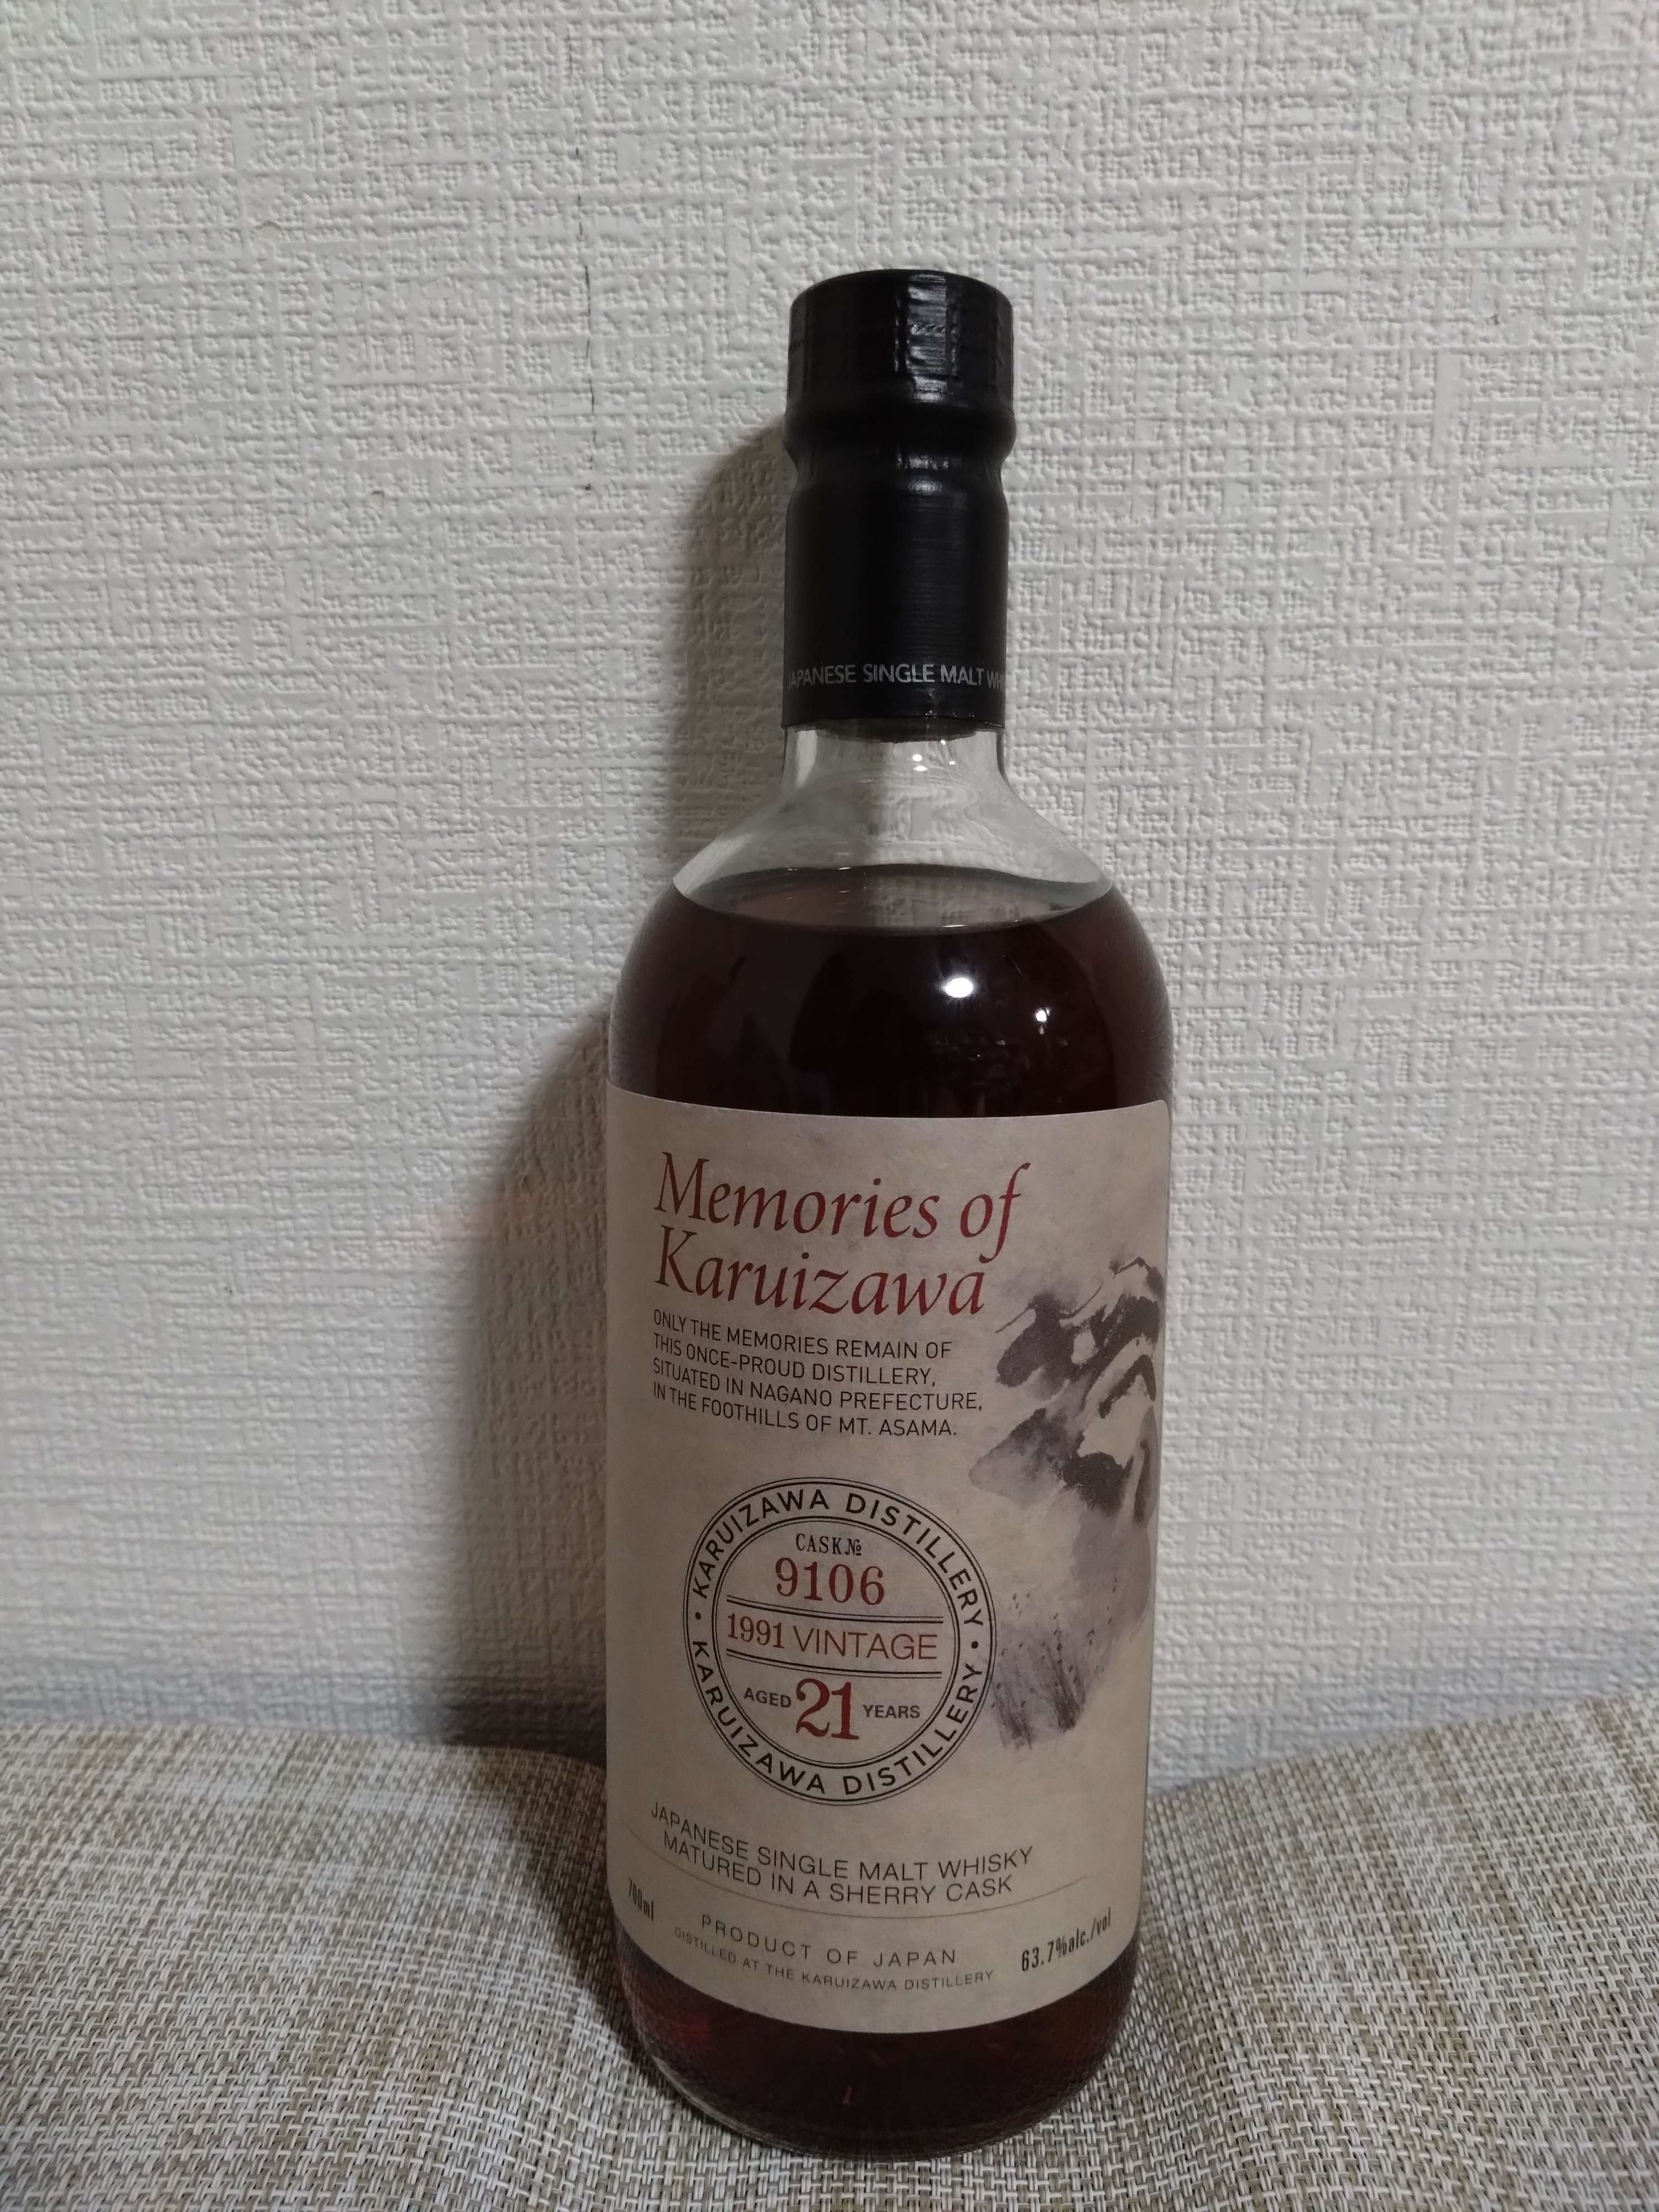 JAPANESE SINGLE MALT
Memories of
Karuizawa
ONLY THE MEMORIES REMAIN OF
THIS ONCE-PROUD DISTILLERY,
SITUATED IN NAGANO PREFECTURE,
IN THE FOOTHILLS OF MT. ASAMA.
KARUIZAWA DISTILLERY
CASK №
9106
1991 VINTAGE
AGED 21 YEARS
• KARUIZAWA DISTILLERY •
JAPANESE SINGLE MALT WHISKY
MATURED IN A SHERRY CASK
700ml
PRODUCT OF JAPAN
63.7%alc./vol
DISTILLED AT THE KARUIZAWA DISTILLERY